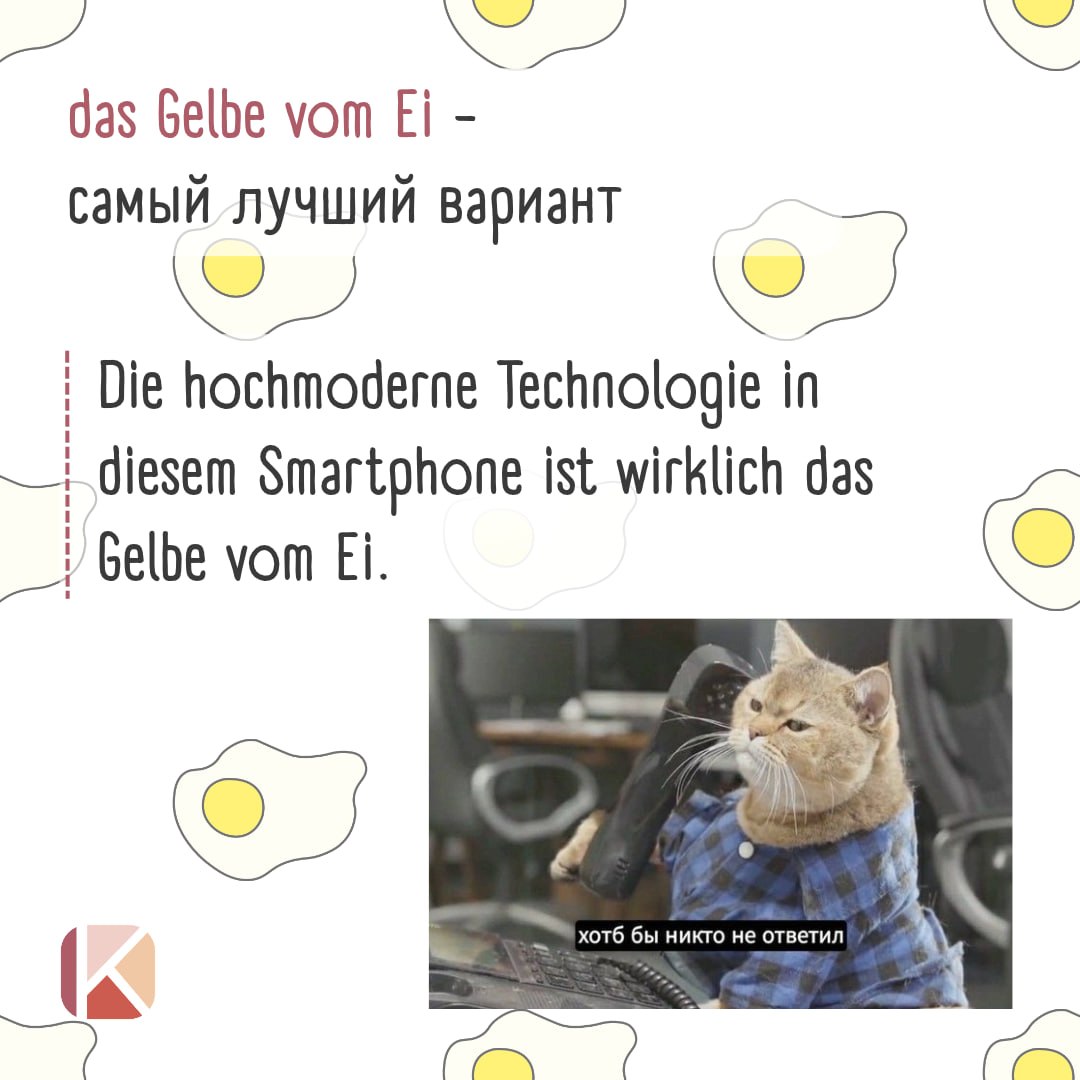 das Gelbe vom Ei -
самый лучший вариант
Die hochmoderne Technologie in
diesem Smartphone ist wirklich das
Gelbe vom Ei.
хотб бы никто не ответил
K